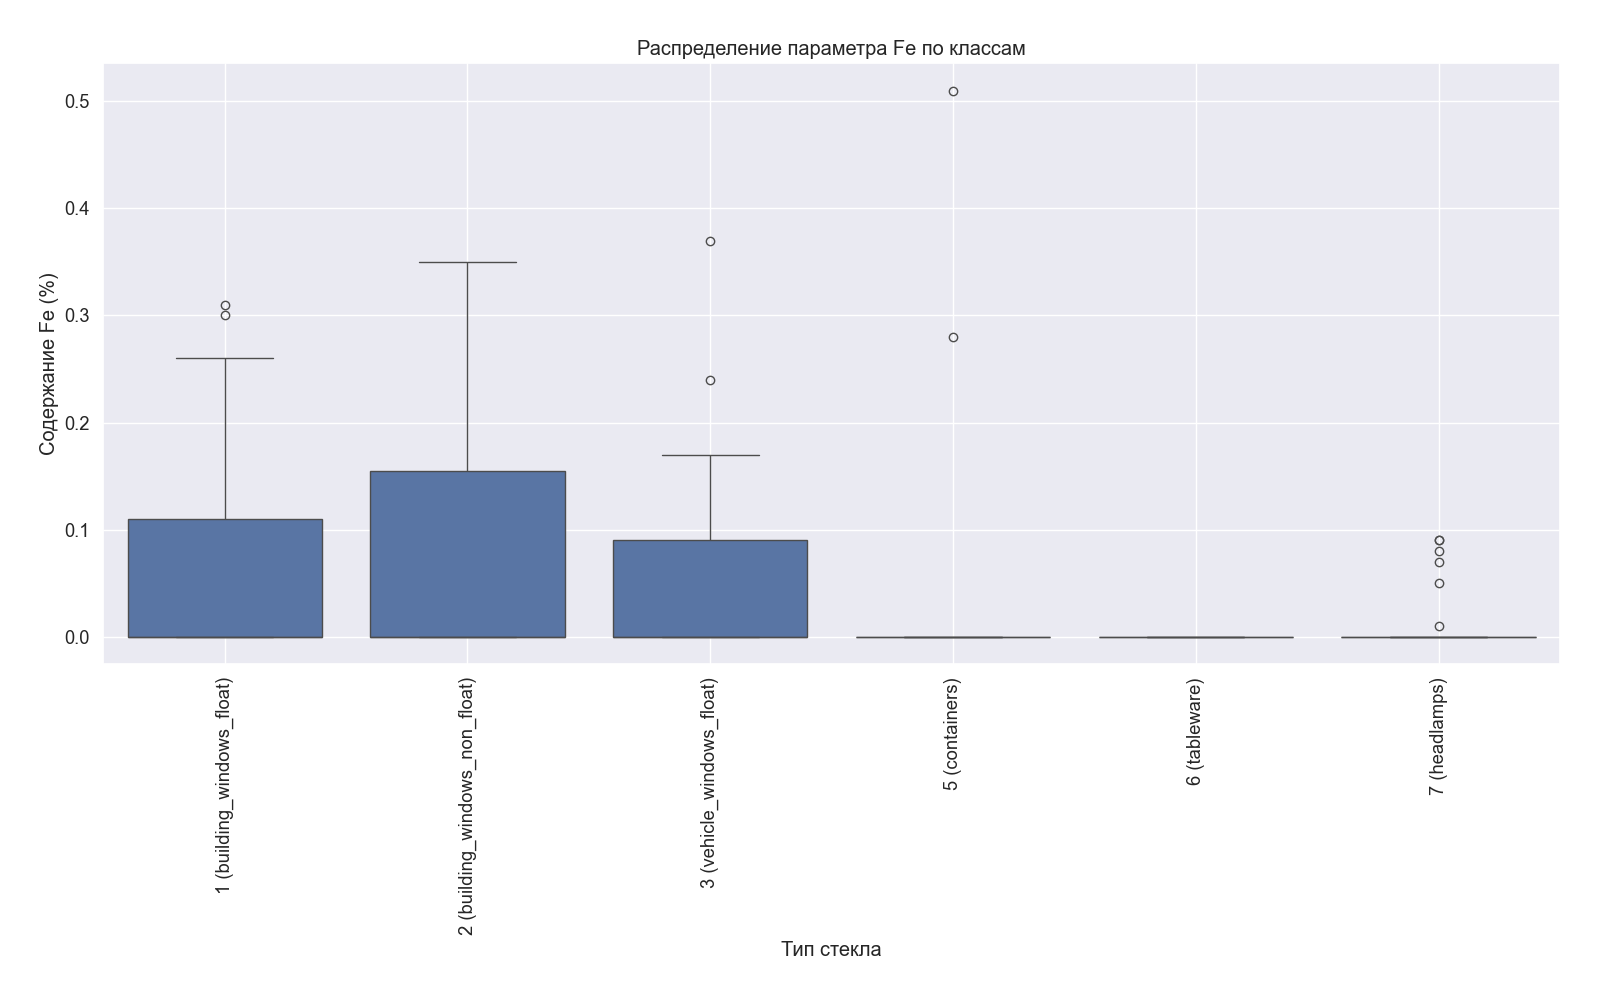 Распределение параметра Fe по классам
Содержание Fe (%)
0.5
0.4
0.3
0.2
0.1
0.0
1 (building_windows_float)
2 (building_windows_non_float)
3 (vehicle_windows_float)
5 (containers)
6 (tableware)
7 (headlamps)
Тип стекла